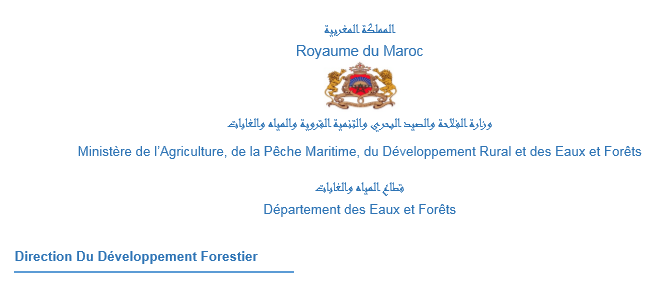 المملكة المغربية
Royaume du Maroc
وزارة الفلاحة والصيد البحري والتنمية القروية والمياه والغابات
Ministère de l'Agriculture, de la Pêche Maritime, du Développement Rural et des Eaux et Forêts
قطاع المياه والغابات
Département des Eaux et Forêts
Direction Du Développement Forestier